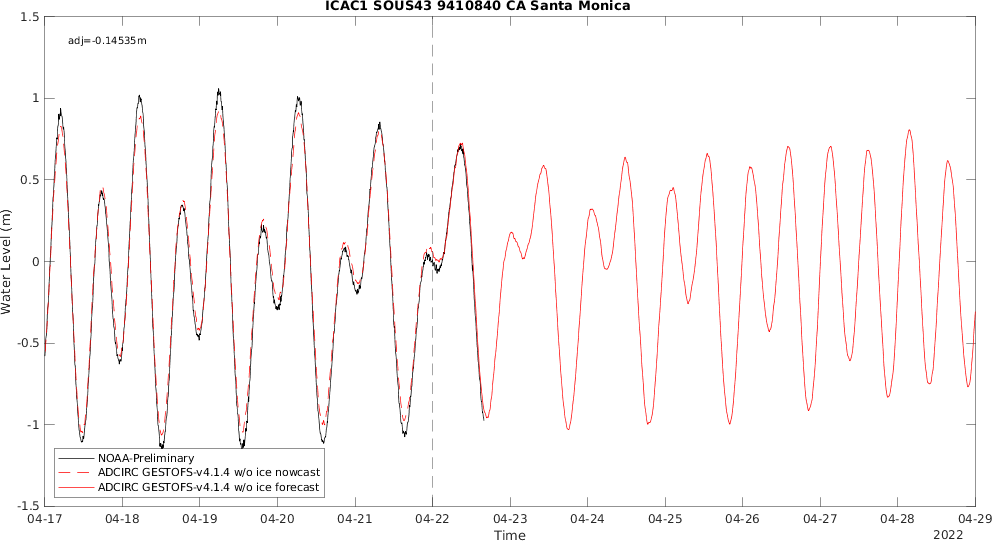 ICAC1 SOUS43 9410840 CA Santa Monica
adj=-0.14535m
1.5
1
0.5
0
-0.5
-1
-1.5
Water Level (m)
NOAA-Preliminary
ADCIRC GESTOFS-v4.1.4 w/o ice nowcast
ADCIRC GESTOFS-v4.1.4 w/o ice forecast
04-17 04-18 04-19 04-20 04-21 04-22 04-23 04-24 04-25 04-26 04-27 04-28 04-29
Time
2022